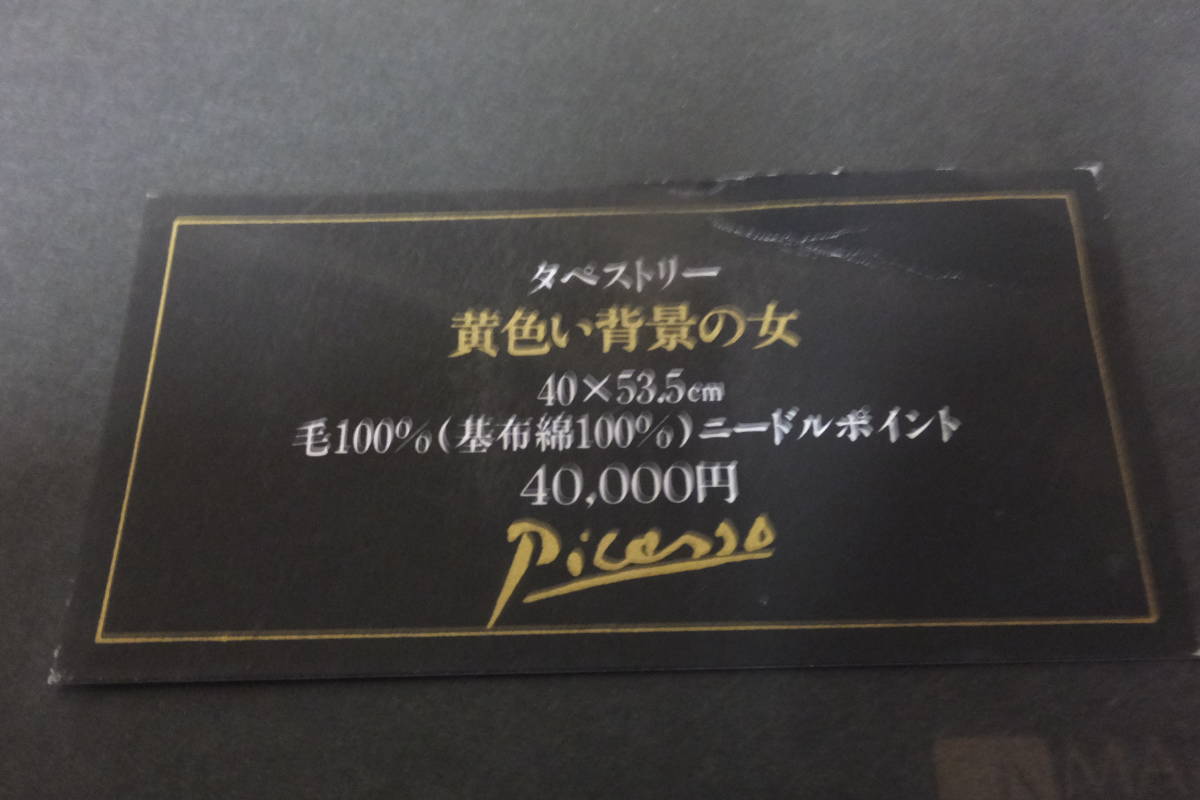 タペストリー
黄色い背景の女
40×53.5cm
毛100%(基布綿100%)ニードルポイント
40,000円
Picasso